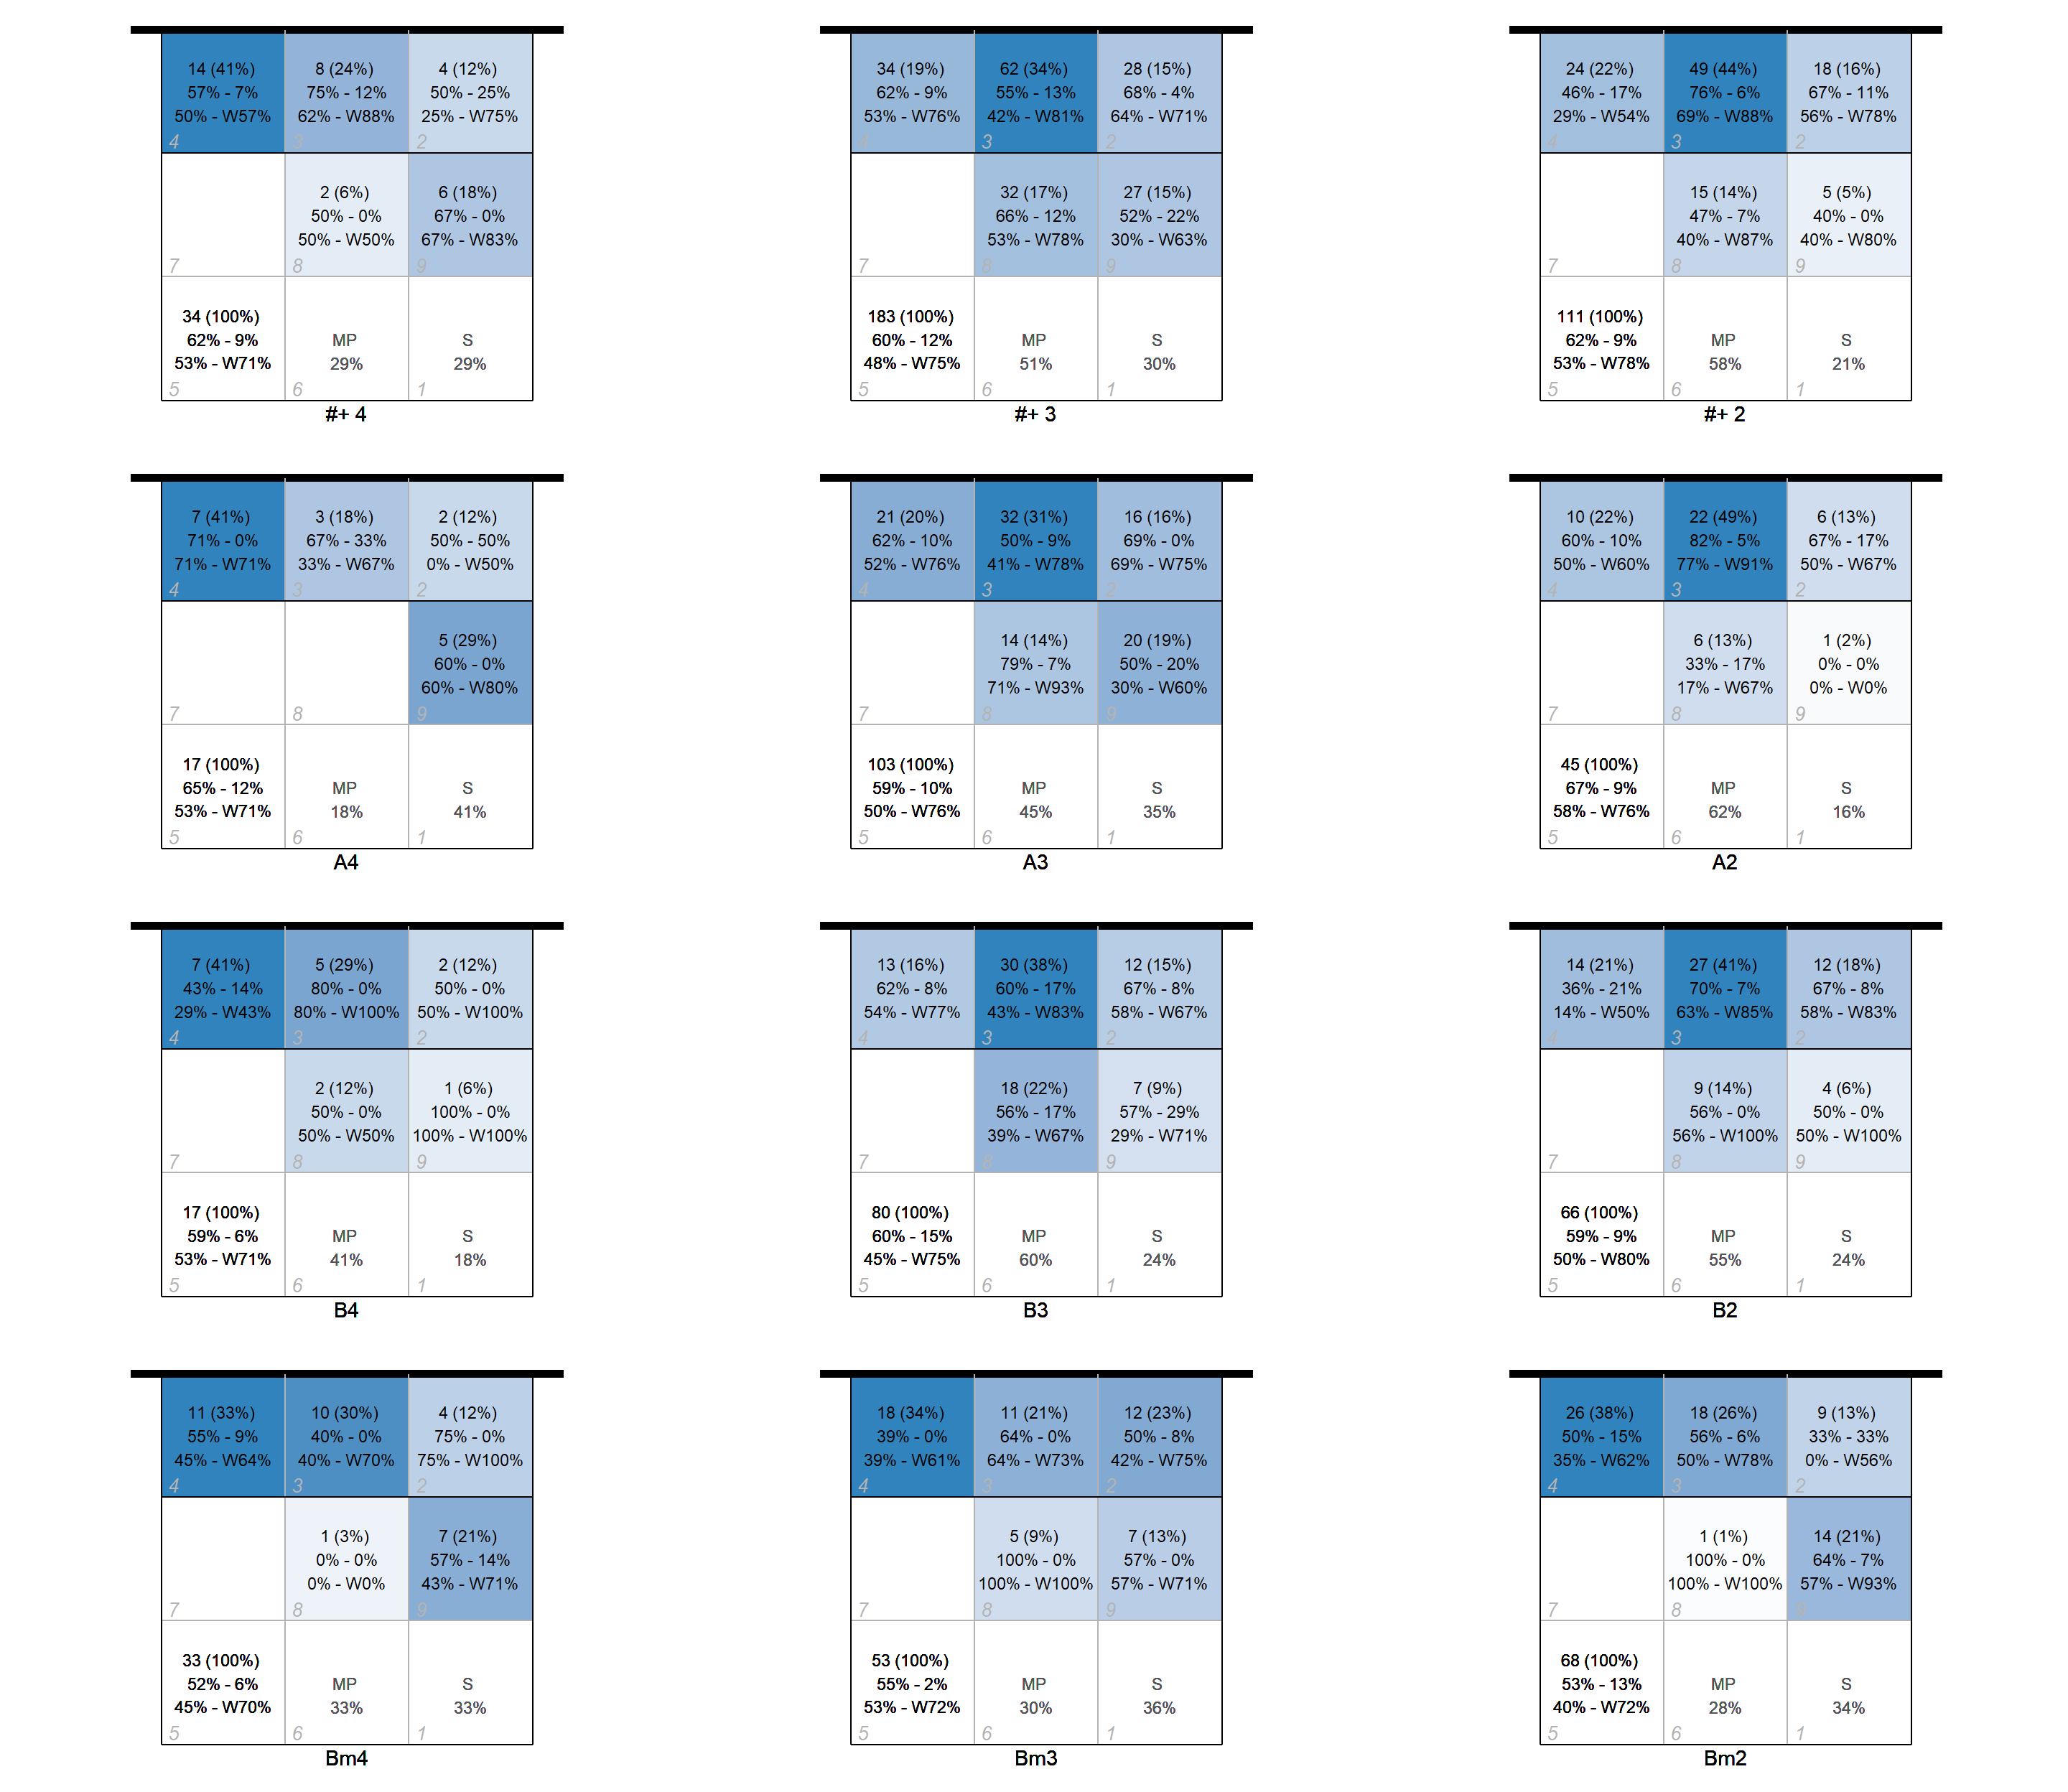 14 (41%)
57% - 7%
50% - W57%
4
8 (24%)
75% - 12%
62% - W88%
3
4 (12%)
50% - 25%
25% - W75%
2
7
2 (6%)
50% - 0%
50% - W50%
8
6 (18%)
67% - 0%
67% - W83%
9
34 (100%)
62% - 9%
53% - W71%
5
MP
29%
6
S
29%
1
#+ 4
34 (19%)
62% - 9%
53% - W76%
4
62 (34%)
55% - 13%
42% - W81%
3
28 (15%)
68% - 4%
64% - W71%
2
7
32 (17%)
66% - 12%
53% - W78%
8
27 (15%)
52% - 22%
30% - W63%
9
183 (100%)
60% - 12%
48% - W75%
5
MP
51%
6
S
30%
1
#+ 3
24 (22%)
46% - 17%
29% - W54%
4
49 (44%)
76% - 6%
69% - W88%
3
18 (16%)
67% - 11%
56% - W78%
2
7
15 (14%)
47% - 7%
40% - W87%
8
5 (5%)
40% - 0%
40% - W80%
9
111 (100%)
62% - 9%
53% - W78%
5
MP
58%
6
S
21%
1
#+ 2
7 (41%)
71% - 0%
71% - W71%
4
3 (18%)
67% - 33%
33% - W67%
3
2 (12%)
50% - 50%
0% - W50%
2
7
8
5 (29%)
60% - 0%
60% - W80%
9
17 (100%)
65% - 12%
53% - W71%
5
MP
18%
6
S
41%
1
A4
21 (20%)
62% - 10%
52% - W76%
4
32 (31%)
50% - 9%
41% - W78%
3
16 (16%)
69% - 0%
69% - W75%
2
7
14 (14%)
79% - 7%
71% - W93%
8
20 (19%)
50% - 20%
30% - W60%
9
103 (100%)
59% - 10%
50% - W76%
5
MP
45%
6
S
35%
1
A3
10 (22%)
60% - 10%
50% - W60%
4
22 (49%)
82% - 5%
77% - W91%
3
6 (13%)
67% - 17%
50% - W67%
2
7
6 (13%)
33% - 17%
17% - W67%
8
1 (2%)
0% - 0%
0% - W0%
9
45 (100%)
67% - 9%
58% - W76%
5
MP
62%
6
S
16%
1
A2
7 (41%)
43% - 14%
29% - W43%
4
5 (29%)
80% - 0%
80% - W100%
3
2 (12%)
50% - 0%
50% - W100%
2
7
2 (12%)
50% - 0%
50% - W50%
8
1 (6%)
100% - 0%
100% - W100%
9
17 (100%)
59% - 6%
53% - W71%
5
MP
41%
6
S
18%
1
B4
13 (16%)
62% - 8%
54% - W77%
4
30 (38%)
60% - 17%
43% - W83%
3
12 (15%)
67% - 8%
58% - W67%
2
7
18 (22%)
56% - 17%
39% - W67%
8
7 (9%)
57% - 29%
29% - W71%
9
80 (100%)
60% - 15%
45% - W75%
5
MP
60%
6
S
24%
1
B3
14 (21%)
36% - 21%
14% - W50%
4
27 (41%)
70% - 7%
63% - W85%
3
12 (18%)
67% - 8%
58% - W83%
2
7
9 (14%)
56% - 0%
56% - W100%
8
4 (6%)
50% - 0%
50% - W100%
9
66 (100%)
59% - 9%
50% - W80%
5
MP
55%
6
S
24%
1
B2
11 (33%)
55% - 9%
45% - W64%
4
10 (30%)
40% - 0%
40% - W70%
3
4 (12%)
75% - 0%
75% - W100%
2
7
1 (3%)
0% - 0%
0% - W0%
8
7 (21%)
57% - 14%
43% - W71%
9
33 (100%)
52% - 6%
45% - W70%
5
MP
33%
6
S
33%
1
Bm4
18 (34%)
39% - 0%
39% - W61%
4
11 (21%)
64% - 0%
64% - W73%
3
12 (23%)
50% - 8%
42% - W75%
2
7
5 (9%)
100% - 0%
100% - W100%
8
7 (13%)
57% - 0%
57% - W71%
9
53 (100%)
55% - 2%
53% - W72%
5
MP
30%
6
S
36%
1
Bm3
26 (38%)
50% - 15%
35% - W62%
4
18 (26%)
56% - 6%
50% - W78%
3
9 (13%)
33% - 33%
0% - W56%
2
7
1 (1%)
100% - 0%
100% - W100%
8
14 (21%)
64% - 7%
57% - W93%
9
68 (100%)
53% - 13%
40% - W72%
5
MP
28%
6
S
34%
1
Bm2